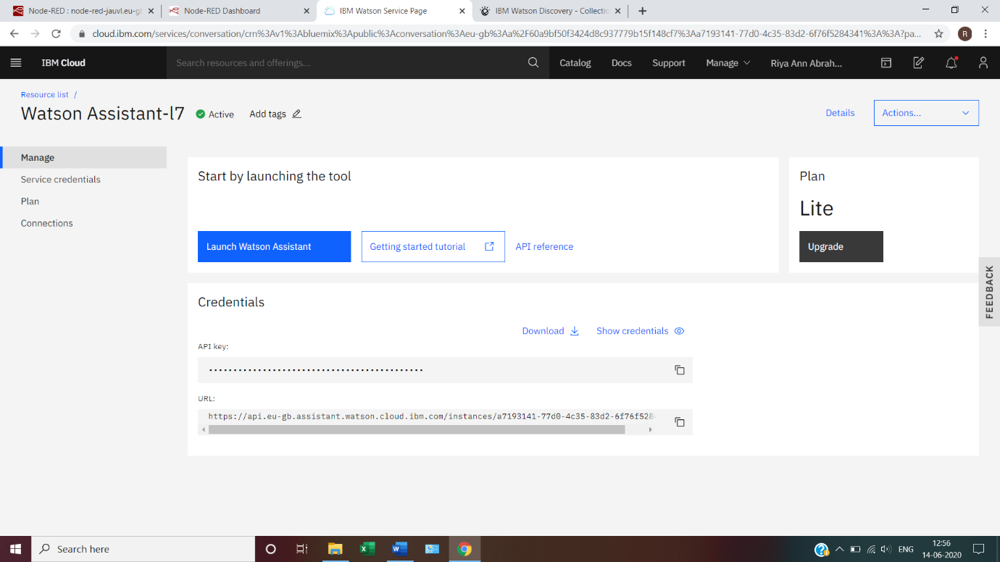 Node-RED : node-red-jauvl.eu-g
Node-RED Dashboard
IBM Watson Service Page
IBM Watson Discovery - Collectio
cloud.ibm.com/services/conversation/crn%3Av1%3Abluemix%3Apublic%3Aconversation%3Aeu-gb%3Aa%2F60a9bf50f3424d8c937779b15f148cf7%3Aa7193141-77d0-4c35-83d2-6f76f5284341%3A%3A?pa...
R
IBM Cloud
Search resources and offerings...
Catalog
Docs
Support
Manage
Riya Ann Abrah...
Resource list /
Watson Assistant-l7
Active
Add tags
Details
Actions...
Manage
Service credentials
Plan
Connections
Start by launching the tool
Launch Watson Assistant
Getting started tutorial
API reference
Plan
Lite
Upgrade
FEEDBACK
Credentials
Download
Show credentials
API key:
URL:
https://api.eu-gb.assistant.watson.cloud.ibm.com/instances/a7193141-77d0-4c35-83d2-6f76f528
Search here
ENG
12:56
14-06-2020